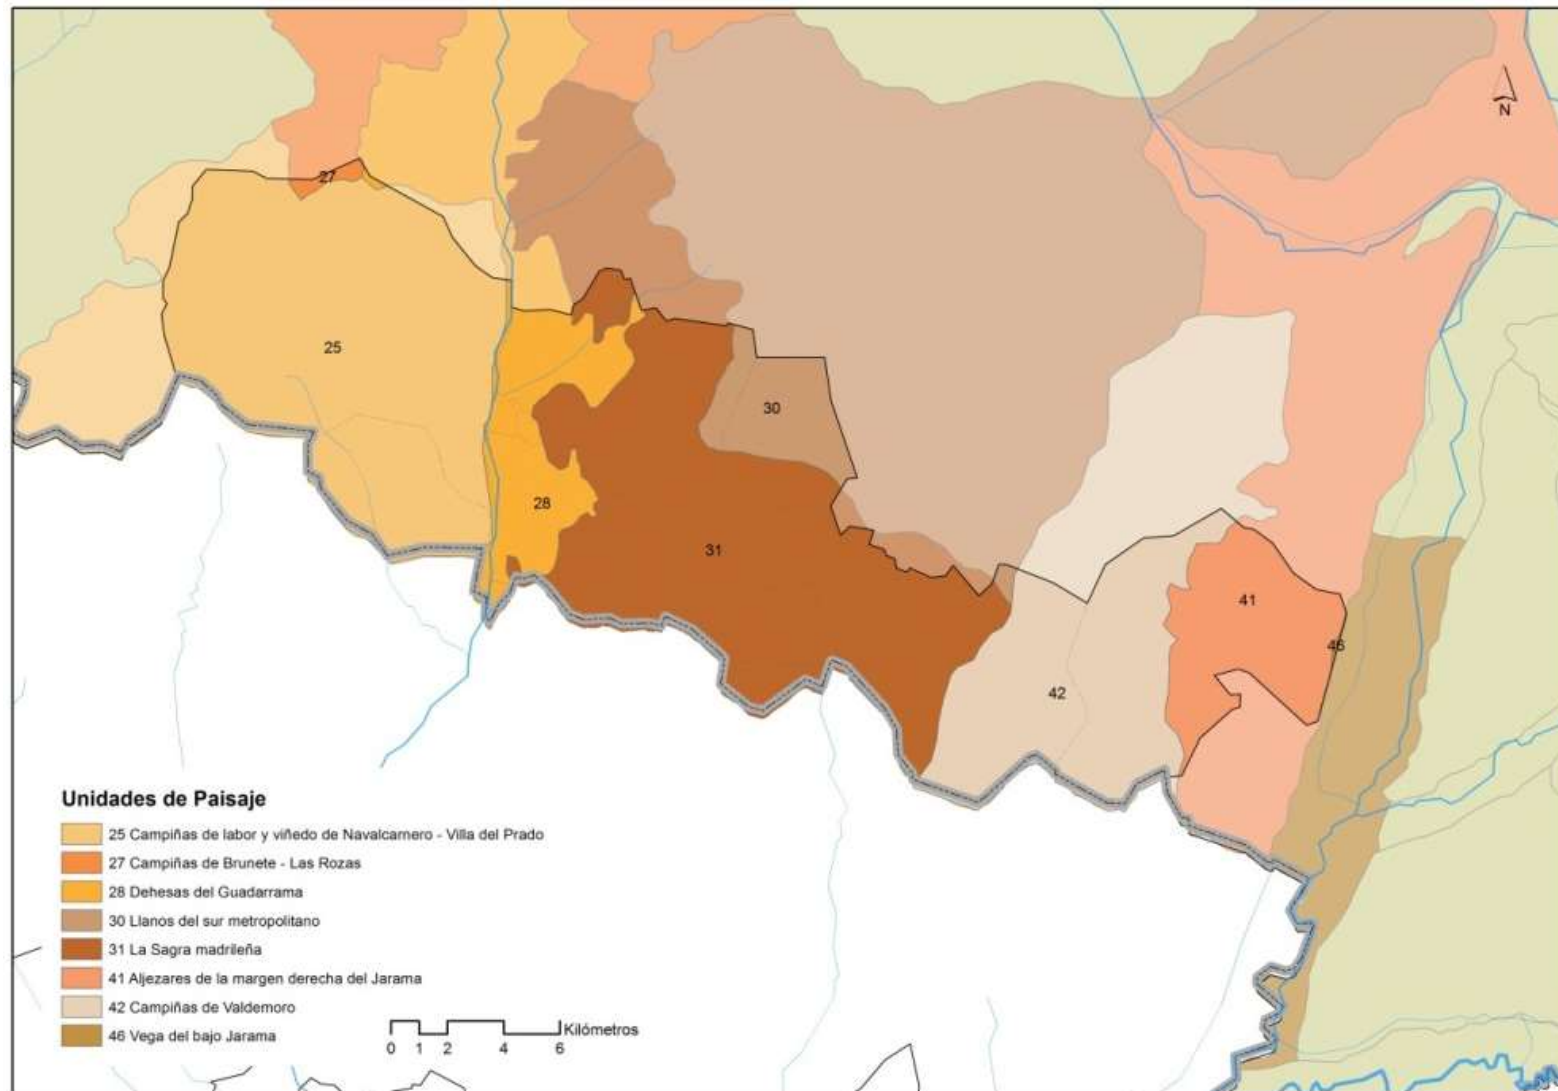 N
27
25
30
28
31
41
46
42
Unidades de Paisaje
25 Campiñas de labor y viñedo de Navalcarnero - Villa del Prado
27 Campiñas de Brunete - Las Rozas
28 Dehesas del Guadarrama
30 Llanos del sur metropolitano
31 La Sagra madrileña
41 Aljezares de la margen derecha del Jarama
42 Campiñas de Valdemoro
46 Vega del bajo Jarama
Kilómetros
0 1 2 4 6